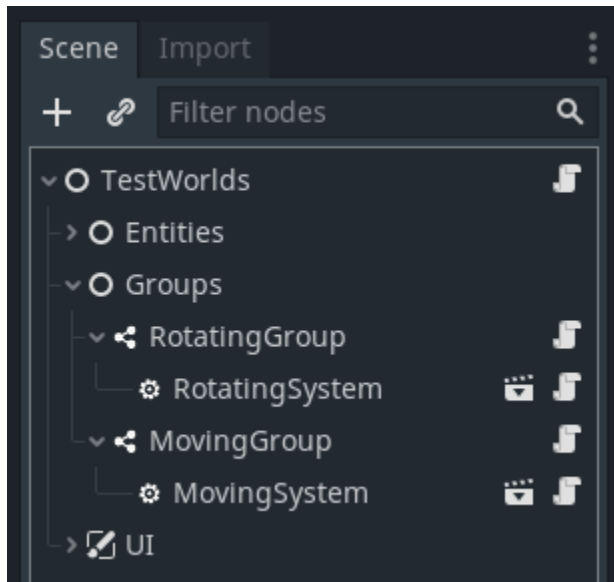 Scene Import
Filter nodes
TestWorlds
Entities
Groups
RotatingGroup
RotatingSystem
MovingGroup
MovingSystem
UI